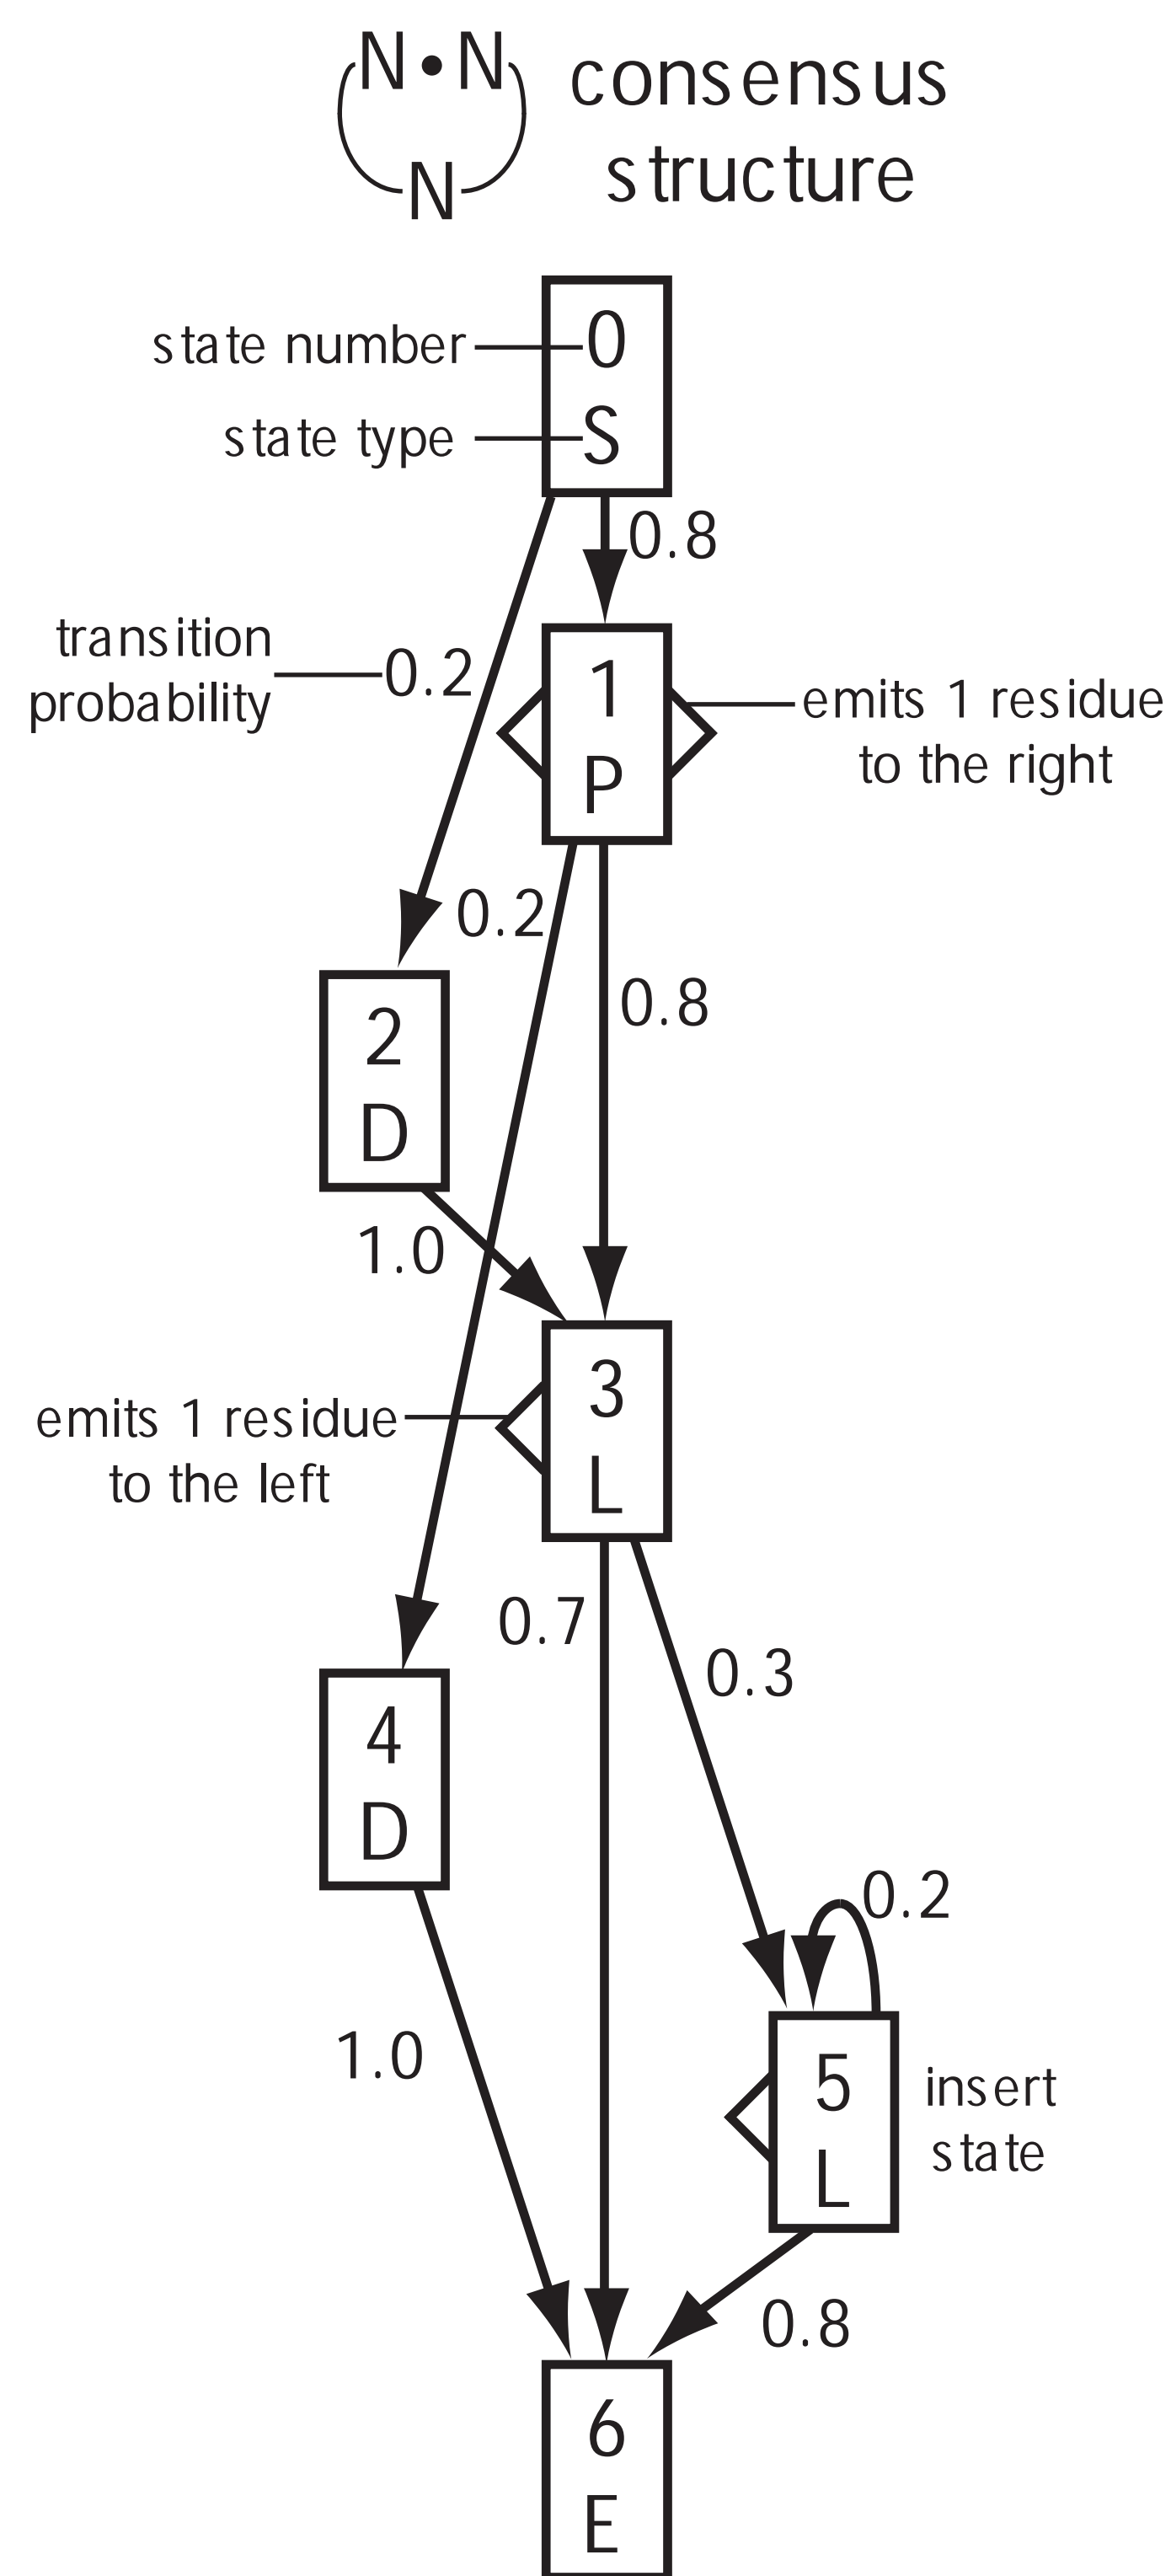 N•N
N
consensus
structure
state number
0
state type
S
0.8
transition
probability
0.2
1
P
emits 1 residue
to the right
0.2
0.8
2
D
1.0
3
L
emits 1 residue
to the left
0.7
0.3
4
D
0.2
1.0
5
L
insert
state
0.8
6
E